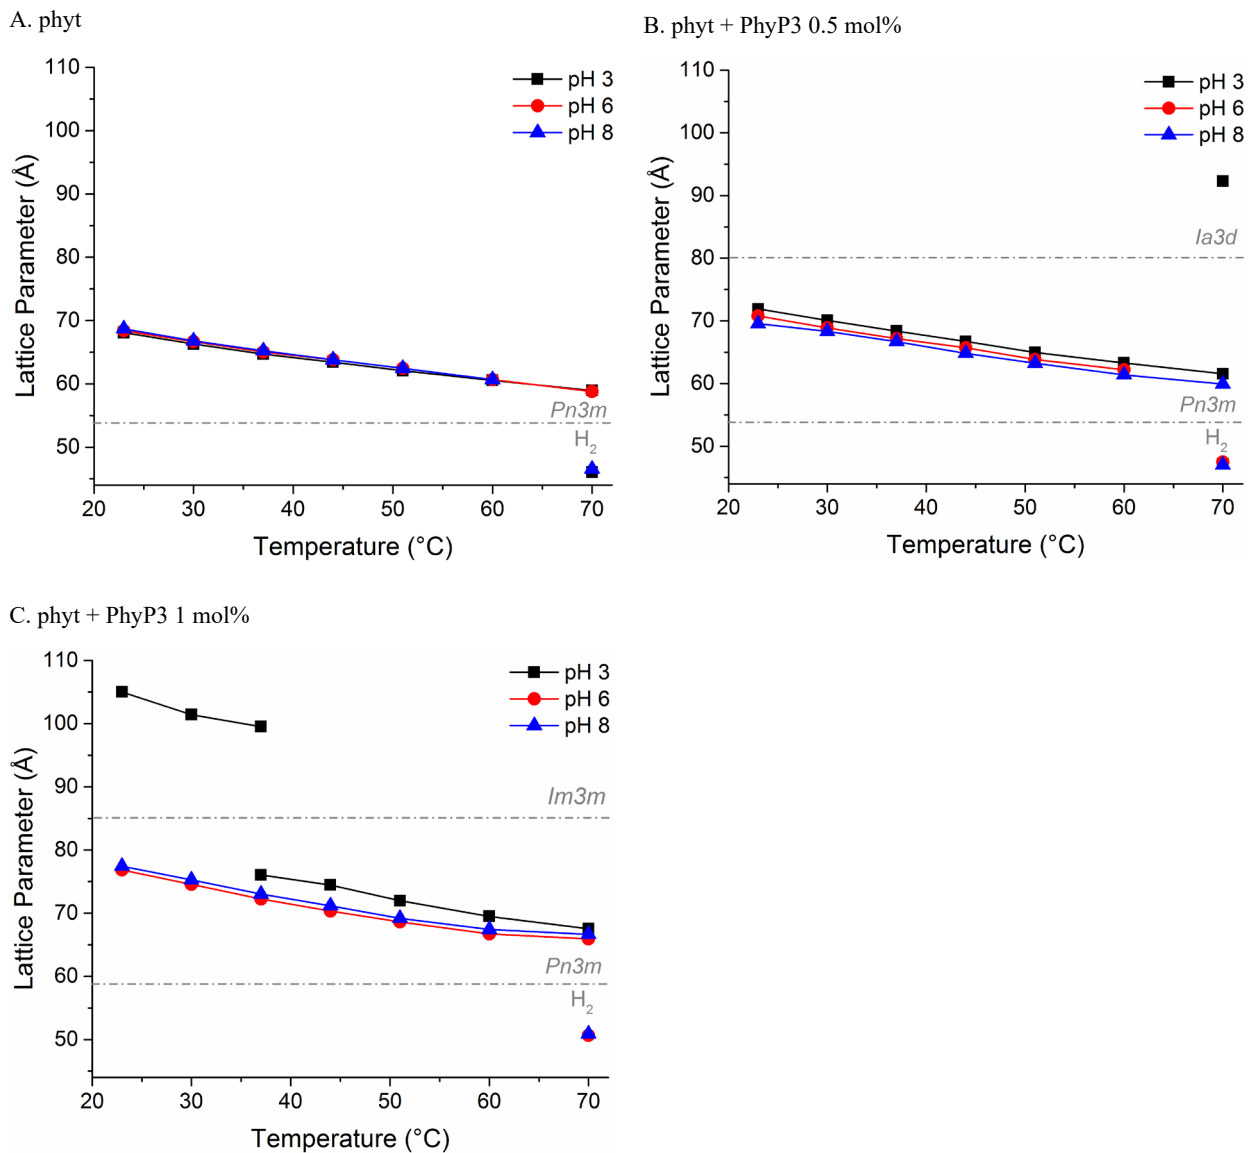 A. phyt
110
100
90
80
70
60
50
20
30
40
50
60
70
Lattice Parameter (Å)
Temperature (°C)
pH 3
pH 6
pH 8
Pn3m
H2
B. phyt + PhyP3 0.5 mol%
110
100
90
80
70
60
50
20
30
40
50
60
70
Lattice Parameter (Å)
Temperature (°C)
pH 3
pH 6
pH 8
Ia3d
Pn3m
H2
C. phyt + PhyP3 1 mol%
110
100
90
80
70
60
50
20
30
40
50
60
70
Lattice Parameter (Å)
Temperature (°C)
pH 3
pH 6
pH 8
Im3m
Pn3m
H2